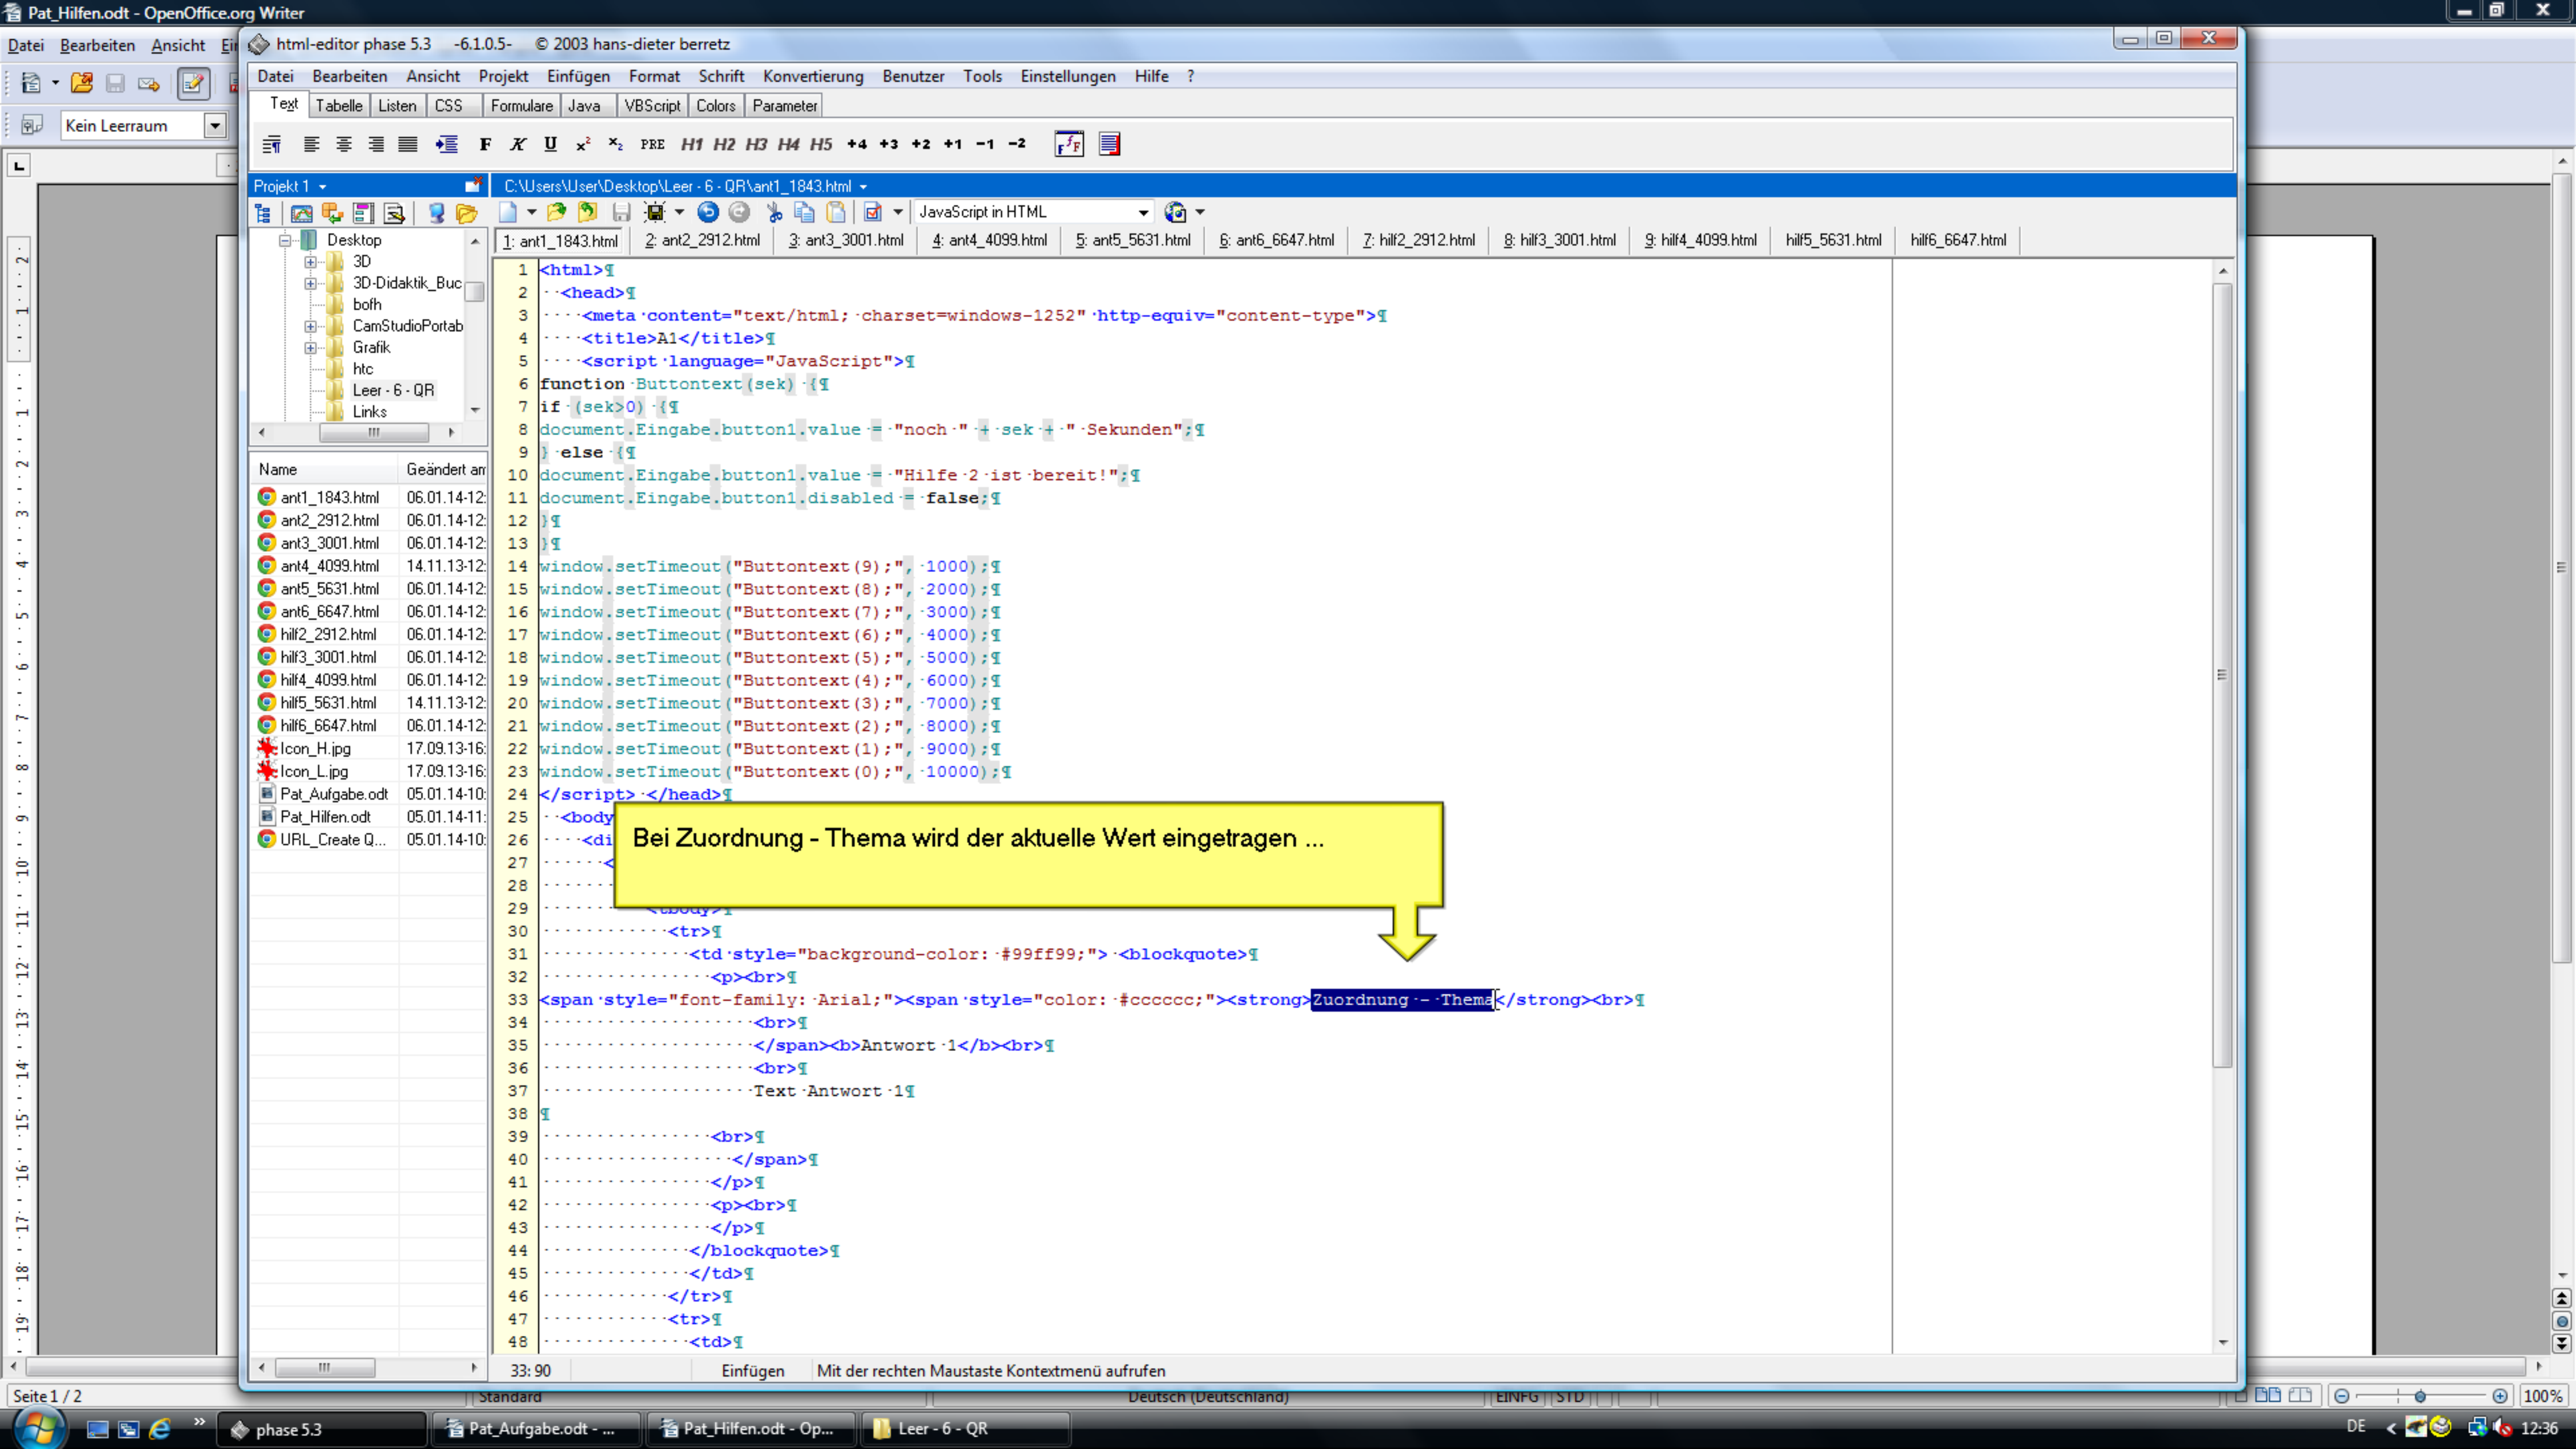 Pat_Hilfen.odt - OpenOffice.org Writer
Datei Bearbeiten Ansicht
Kein Leerraum
html-editor phase 5.3 -6.1.0.5- © 2003 hans-dieter berretz
Datei Bearbeiten Ansicht Projekt Einfügen Format Schrift Konvertierung Benutzer Tools Einstellungen Hilfe ?
Text Tabelle Listen CSS Formulare Java VBScript Colors Parameter
F K U x² x₂ PRE H1 H2 H3 H4 H5 +4 +3 +2 +1 -1 -2
Projekt 1
C:\Users\User\Desktop\Leer - 6 - QR\ant1_1843.html
JavaScript in HTML
1: ant1_1843.html 2: ant2_2912.html 3: ant3_3001.html 4: ant4_4099.html 5: ant5_5631.html 6: ant6_6647.html 7: hilf2_2912.html 8: hilf3_3001.html 9: hilf4_4099.html hilf5_5631.html hilf6_6647.html
Desktop
3D
3D-Didaktik_Buc
bofh
CamStudioPortab
Grafik
htc
Leer - 6 - QR
Links
Name Geändert am
ant1_1843.html 06.01.14-12:
ant2_2912.html 06.01.14-12:
ant3_3001.html 06.01.14-12:
ant4_4099.html 14.11.13-12:
ant5_5631.html 06.01.14-12:
ant6_6647.html 06.01.14-12:
hilf2_2912.html 06.01.14-12:
hilf3_3001.html 06.01.14-12:
hilf4_4099.html 06.01.14-12:
hilf5_5631.html 14.11.13-12:
hilf6_6647.html 06.01.14-12:
Icon_H.jpg 17.09.13-16:
Icon_L.jpg 17.09.13-16:
Pat_Aufgabe.odt 05.01.14-10:
Pat_Hilfen.odt 05.01.14-11:
URL_Create Q... 05.01.14-10:
1 <html>
2 <head>
3 <meta content="text/html; charset=windows-1252" http-equiv="content-type">
4 <title>A1</title>
5 <script language="JavaScript">
6 function Buttontext(sek) {
7 if (sek>0) {
8 document.Eingabe.button1.value = "noch " + sek + " Sekunden";
9 } else {
10 document.Eingabe.button1.value = "Hilfe 2 ist bereit!";
11 document.Eingabe.button1.disabled = false;
12 }
13 }
14 window.setTimeout("Buttontext(9);", 1000);
15 window.setTimeout("Buttontext(8);", 2000);
16 window.setTimeout("Buttontext(7);", 3000);
17 window.setTimeout("Buttontext(6);", 4000);
18 window.setTimeout("Buttontext(5);", 5000);
19 window.setTimeout("Buttontext(4);", 6000);
20 window.setTimeout("Buttontext(3);", 7000);
21 window.setTimeout("Buttontext(2);", 8000);
22 window.setTimeout("Buttontext(1);", 9000);
23 window.setTimeout("Buttontext(0);", 10000);
24 </script> </head>
25 <body
26 <di
27 <
28
29 <tbody>
30 <tr>
31 <td style="background-color: #99ff99;"> <blockquote>
32 <p><br>
33 <span style="font-family: Arial;"><span style="color: #cccccc;"><strong>Zuordnung - Thema</strong><br>
34 <br>
35 </span><b>Antwort 1</b><br>
36 <br>
37 Text Antwort 1
38
39 <br>
40 </span>
41 </p>
42 <p><br>
43 </p>
44 </blockquote>
45 </td>
46 </tr>
47 <tr>
48 <td>
Bei Zuordnung - Thema wird der aktuelle Wert eingetragen ...
33: 90 Einfügen Mit der rechten Maustaste Kontextmenü aufrufen
Seite 1 / 2 Standard Deutsch (Deutschland) EINFG STD 100%
phase 5.3 Pat_Aufgabe.odt - ... Pat_Hilfen.odt - Op... Leer - 6 - QR DE 12:36